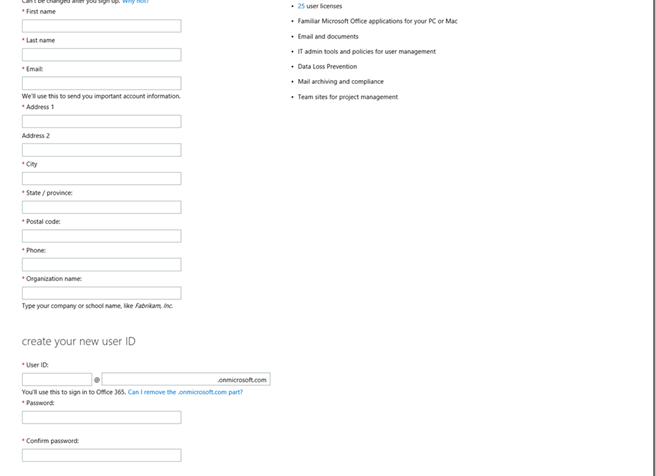 Can't be changed after you sign up. Why not?
* First name
* Last name
* Email:
We'll use this to send you important account information.
* Address 1
Address 2
* City
* State / province:
* Postal code:
* Phone:
* Organization name:
Type your company or school name, like Fabrikam, Inc.
create your new user ID
* User ID:
@ .onmicrosoft.com
You'll use this to sign in to Office 365. Can I remove the .onmicrosoft.com part?
* Password:
* Confirm password:
• 25 user licenses
• Familiar Microsoft Office applications for your PC or Mac
• Email and documents
• IT admin tools and policies for user management
• Data Loss Prevention
• Mail archiving and compliance
• Team sites for project management